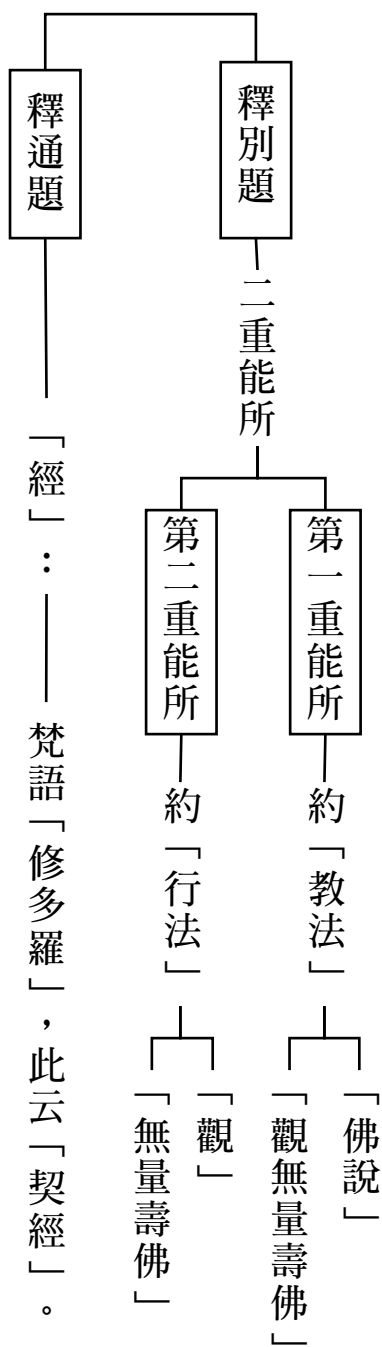 釋別題
二重能所
第一重能所
約「教法」
「佛說」
「觀無量壽佛」
第二重能所
約「行法」
「觀」
「無量壽佛」
釋通題
「經」：
梵語「修多羅」，此云「契經」。